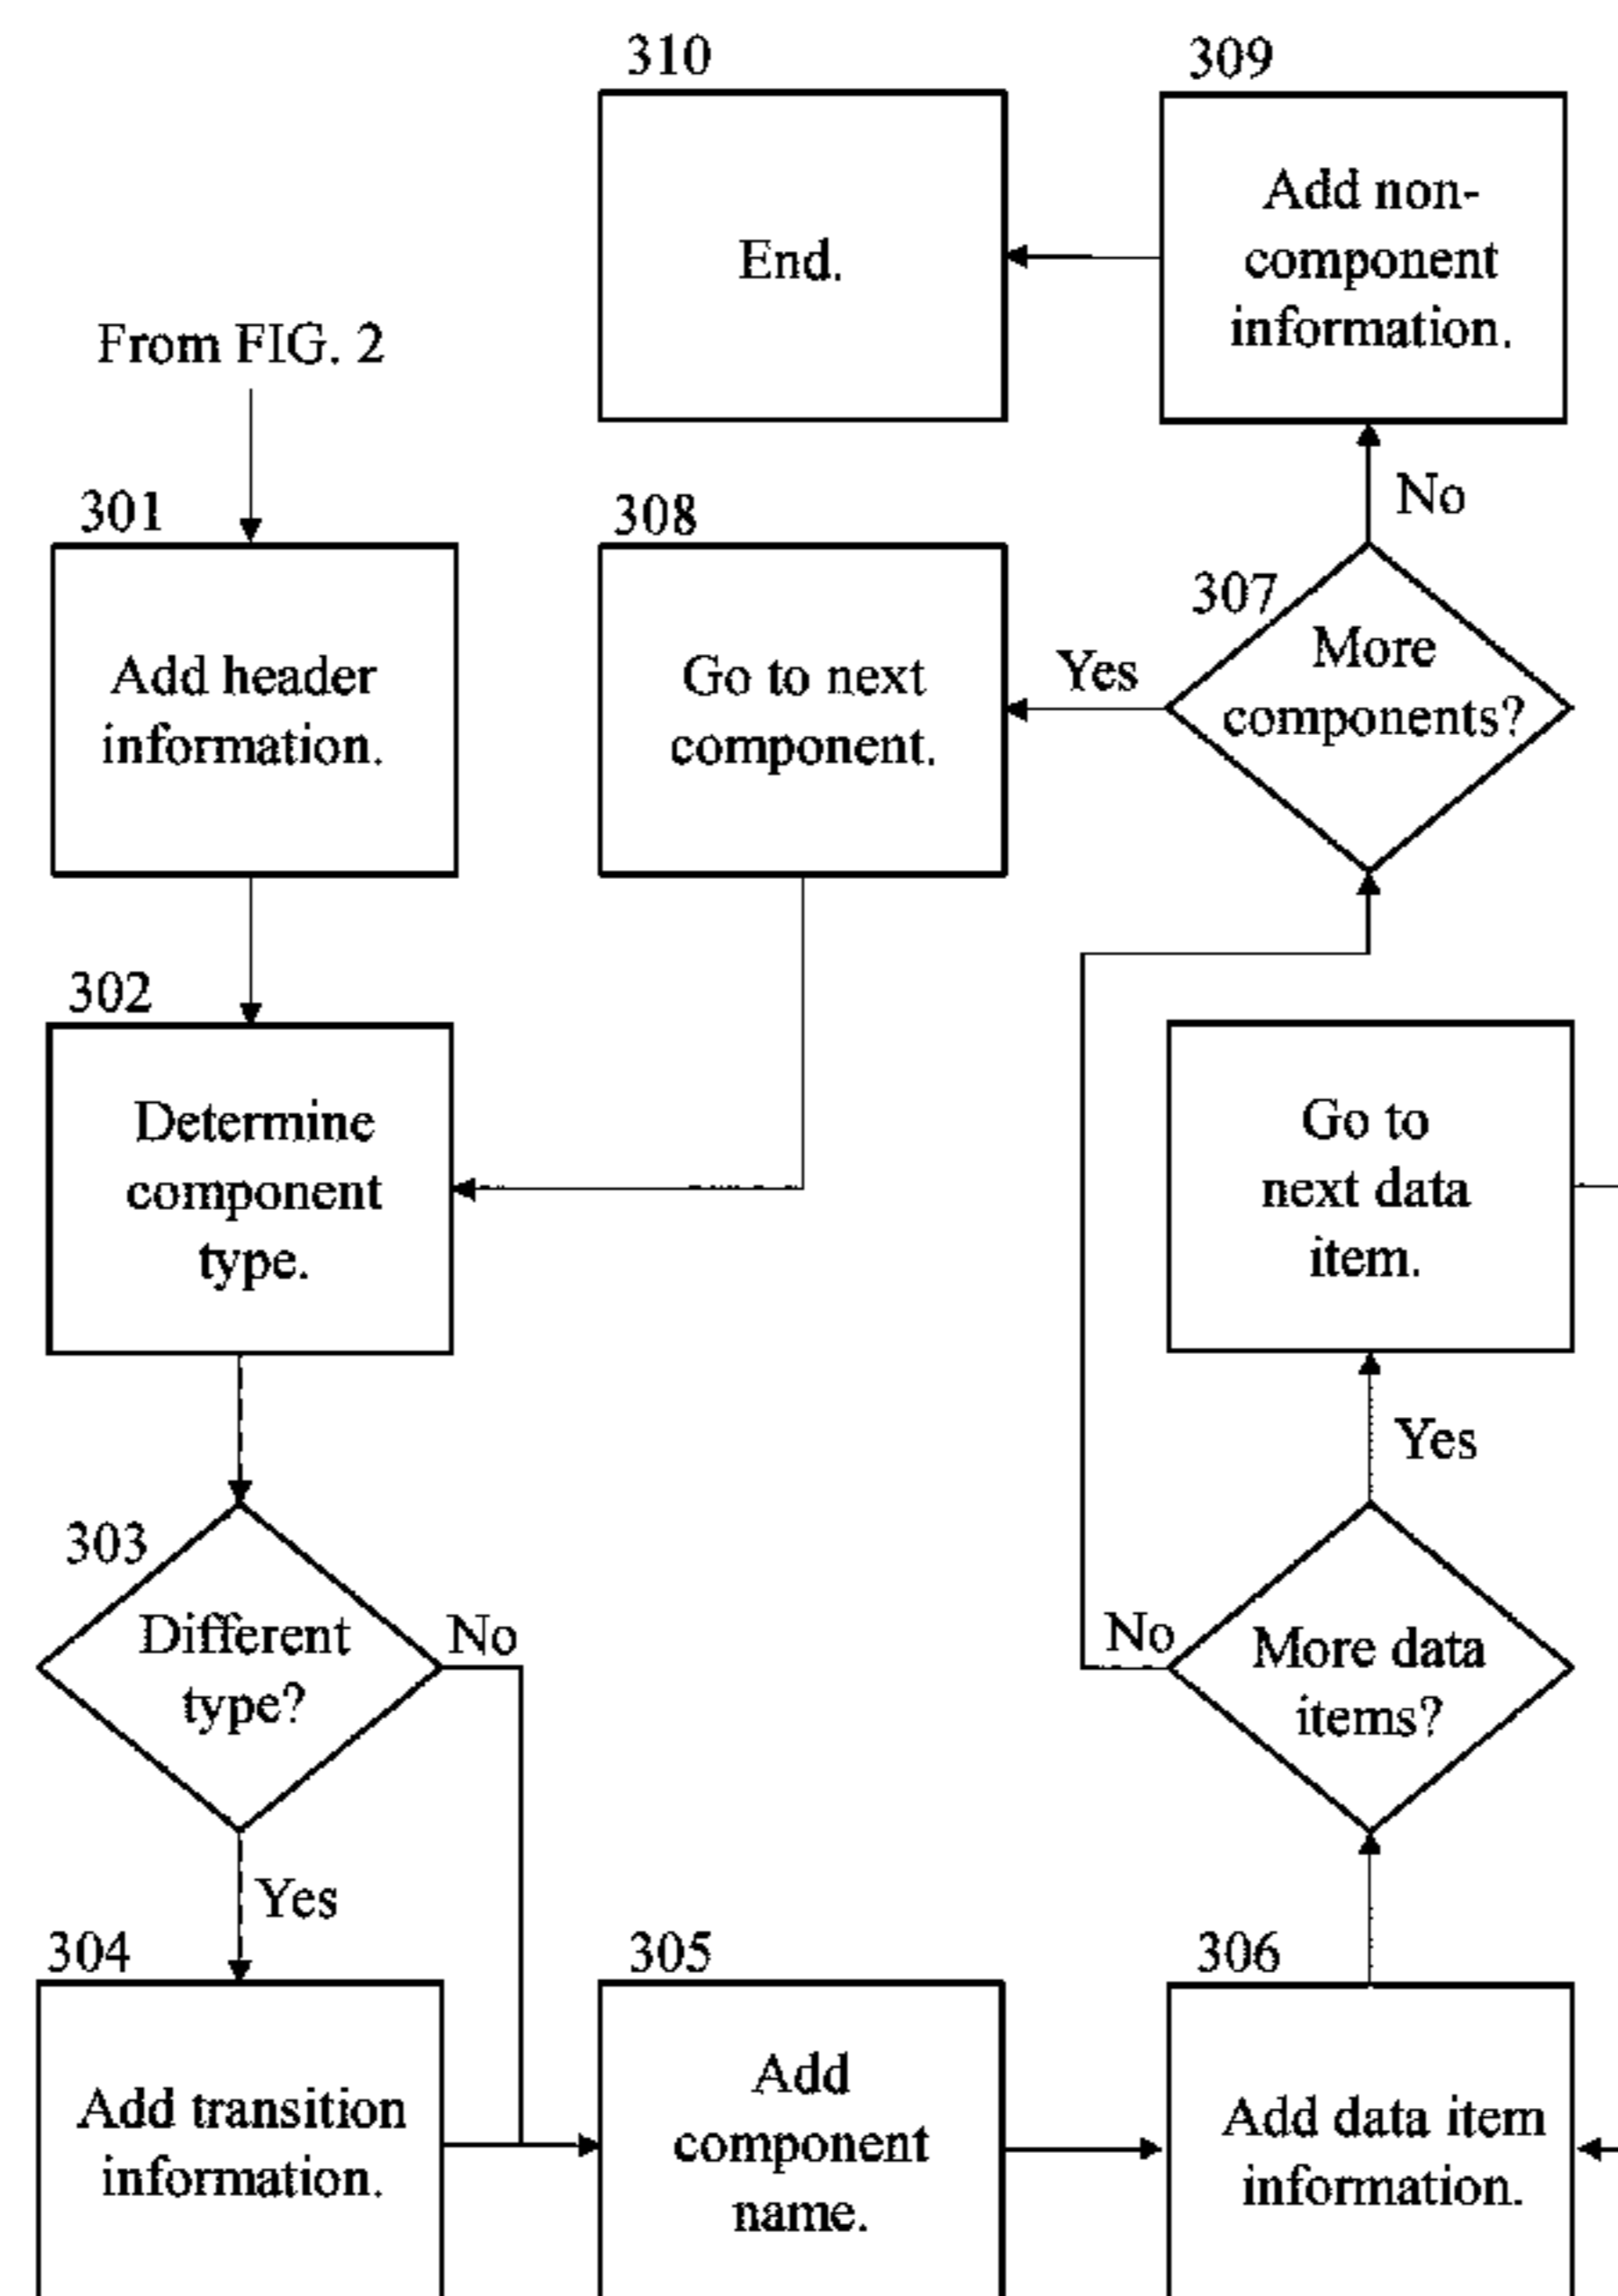 310
End.
309
Add non-
component
information.
From FIG. 2
301
Add header
information.
308
Go to next
component.
307
More
components?
Yes
No
302
Determine
component
type.
Go to
next data
item.
Yes
303
Different
type?
No
Yes
More data
items?
No
304
Add transition
information.
305
Add
component
name.
306
Add data item
information.